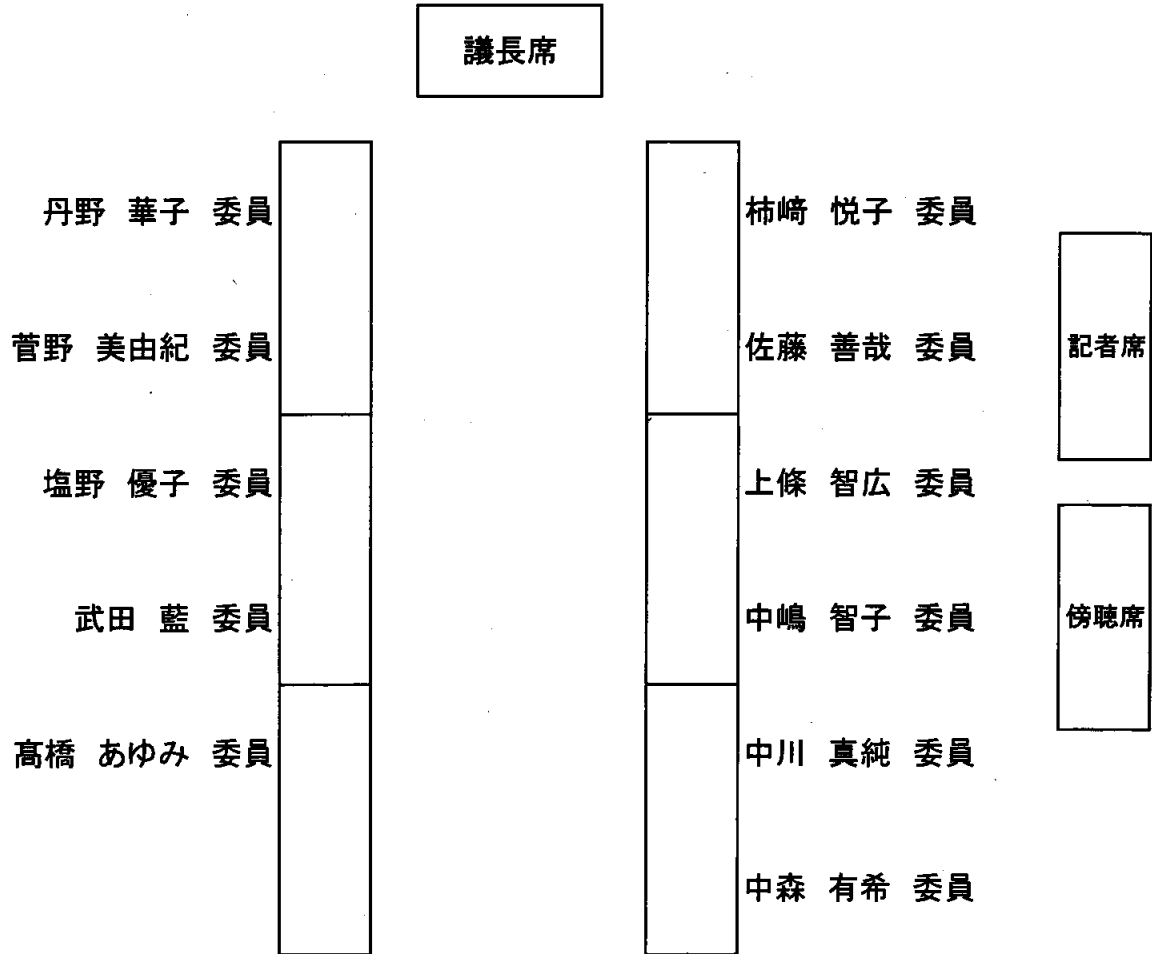 議長席
丹野 華子 委員
菅野 美由紀 委員
塩野 優子 委員
武田 藍 委員
髙橋 あゆみ 委員
柿﨑 悦子 委員
佐藤 善哉 委員
上條 智広 委員
中嶋 智子 委員
中川 真純 委員
中森 有希 委員
記者席
傍聴席